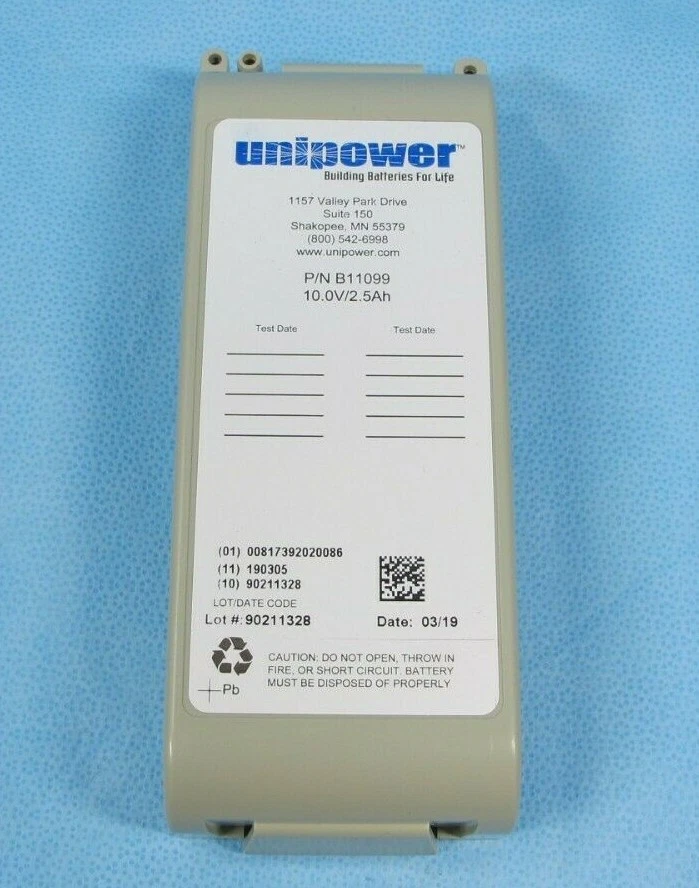 unipower™
Building Batteries For Life
1157 Valley Park Drive
Suite 150
Shakopee, MN 55379
(800) 542-6998
www.unipower.com
P/N B11099
10.0V/2.5Ah
Test Date Test Date
(01) 00817392020086
(11) 190305
(10) 90211328
LOT/DATE CODE
Lot #: 90211328 Date: 03/19
CAUTION: DO NOT OPEN, THROW IN
FIRE, OR SHORT CIRCUIT. BATTERY
MUST BE DISPOSED OF PROPERLY
Pb